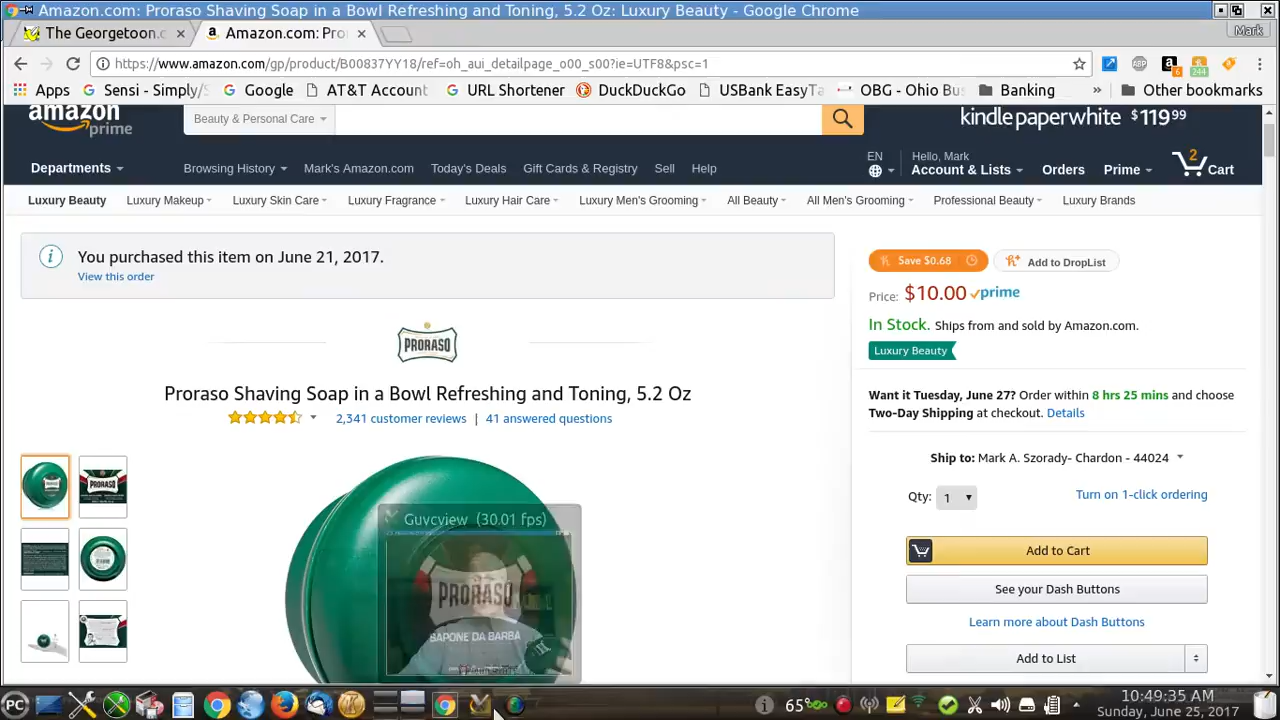 Amazon.com: Proraso Shaving Soap in a Bowl Refreshing and Toning, 5.2 Oz: Luxury Beauty - Google Chrome
The Georgetoon.c
Amazon.com: Pro
Mark
https://www.amazon.com/gp/product/B00837YY18/ref=oh_aui_detailpage_o00_s00?ie=UTF8&psc=1
6
244
Apps
Sensi - Simply/S
Google
AT&T Account
URL Shortener
DuckDuckGo
USBank EasyTa
OBG - Ohio Bus
»
Banking
Other bookmarks
amazon
prime
Beauty & Personal Care
kindle paperwhite $119.99
Departments
Browsing History
Mark's Amazon.com
Today's Deals
Gift Cards & Registry
Sell
Help
EN
Hello, Mark
Account & Lists
Orders
Prime
2
Cart
Luxury Beauty
Luxury Makeup
Luxury Skin Care
Luxury Fragrance
Luxury Hair Care
Luxury Men's Grooming
All Beauty
All Men's Grooming
Professional Beauty
Luxury Brands
You purchased this item on June 21, 2017.
View this order
PRORASO
Proraso Shaving Soap in a Bowl Refreshing and Toning, 5.2 Oz
2,341 customer reviews | 41 answered questions
PRORASO
Guvcview (30.01 fps)
PRORASO
SAPONE DA BARBA
Save $0.68
Add to DropList
Price: $10.00 prime
In Stock. Ships from and sold by Amazon.com.
Luxury Beauty
Want it Tuesday, June 27? Order within 8 hrs 25 mins and choose
Two-Day Shipping at checkout. Details
Ship to: Mark A. Szorady- Chardon - 44024
Qty: 1
Turn on 1-click ordering
Add to Cart
See your Dash Buttons
Learn more about Dash Buttons
Add to List
PC
65%
10:49:35 AM
Sunday, June 25, 2017